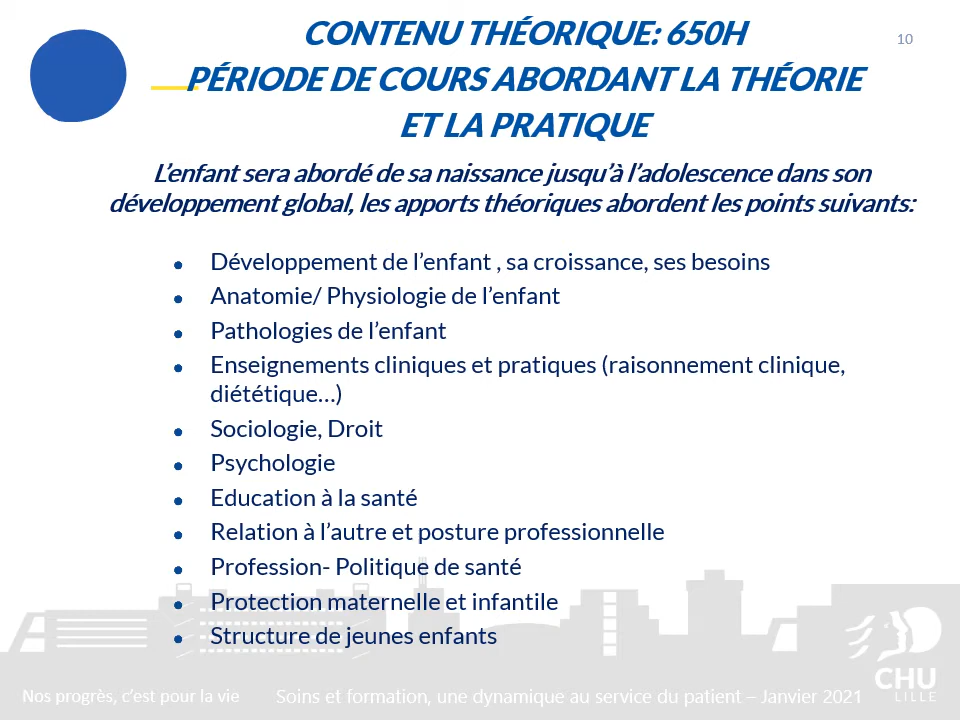 CONTENU THÉORIQUE: 650H
10
PÉRIODE DE COURS ABORDANT LA THÉORIE
ET LA PRATIQUE
L'enfant sera abordé de sa naissance jusqu'à l'adolescence dans son
développement global, les apports théoriques abordent les points suivants:
• Développement de l'enfant , sa croissance, ses besoins
• Anatomie/ Physiologie de l'enfant
• Pathologies de l'enfant
• Enseignements cliniques et pratiques (raisonnement clinique,
diététique…)
• Sociologie, Droit
• Psychologie
• Education à la santé
• Relation à l'autre et posture professionnelle
• Profession- Politique de santé
• Protection maternelle et infantile
• Structure de jeunes enfants
Nos progrès, c'est pour la vie
Soins et formation, une dynamique au service du patient – Janvier 2021
CHU
LILLE